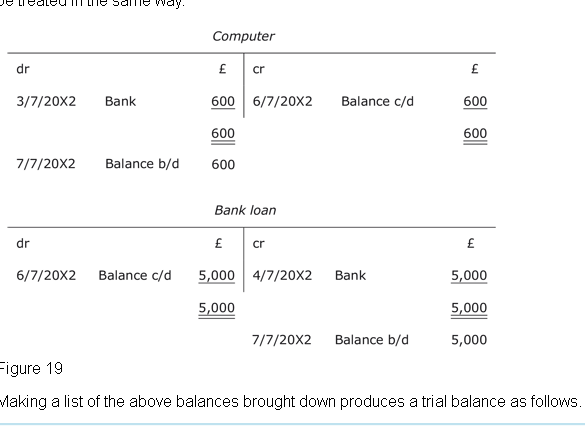 be treated in the same way.
Computer
dr £ cr £
3/7/20X2 Bank 600 6/7/20X2 Balance c/d 600
600 600
7/7/20X2 Balance b/d 600
Bank loan
dr £ cr £
6/7/20X2 Balance c/d 5,000 4/7/20X2 Bank 5,000
5,000 5,000
7/7/20X2 Balance b/d 5,000
Figure 19
Making a list of the above balances brought down produces a trial balance as follows.